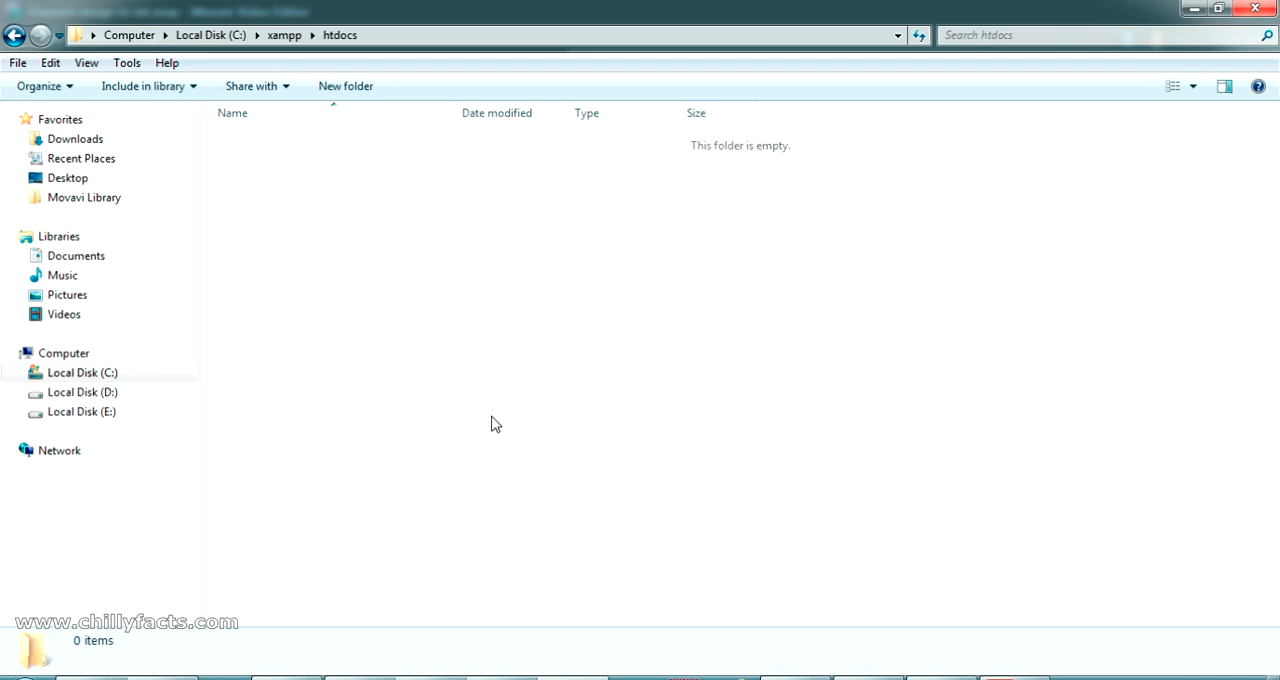 Computer Local Disk (C:) xampp htdocs
Search htdocs
File Edit View Tools Help
Organize Include in library Share with New folder
Name Date modified Type Size
This folder is empty.
Favorites
Downloads
Recent Places
Desktop
Movavi Library
Libraries
Documents
Music
Pictures
Videos
Computer
Local Disk (C:)
Local Disk (D:)
Local Disk (E:)
Network
www.chillyfacts.com
0 items